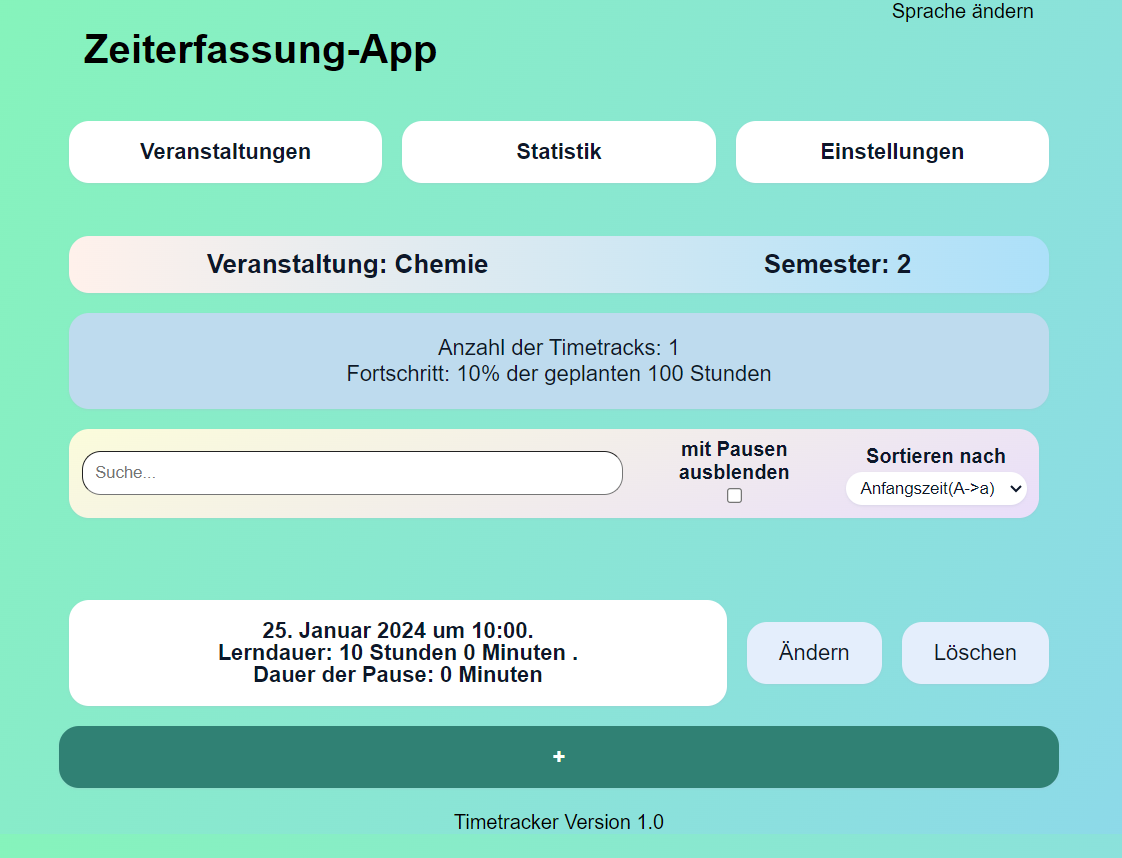 Sprache ändern
Zeiterfassung-App
Veranstaltungen
Statistik
Einstellungen
Veranstaltung: Chemie
Semester: 2
Anzahl der Timetracks: 1
Fortschritt: 10% der geplanten 100 Stunden
Suche...
mit Pausen
ausblenden
Sortieren nach
Anfangszeit(A->a)
25. Januar 2024 um 10:00.
Lerndauer: 10 Stunden 0 Minuten .
Dauer der Pause: 0 Minuten
Ändern
Löschen
+
Timetracker Version 1.0